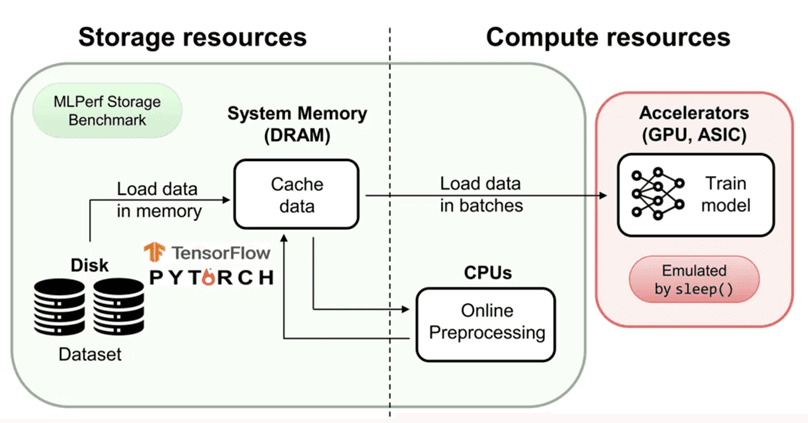 Storage resources
Compute resources
MLPerf Storage
Benchmark
System Memory
(DRAM)
Cache
data
Load data
in memory
Disk
Dataset
TensorFlow
PYTORCH
Load data
in batches
CPUs
Online
Preprocessing
Accelerators
(GPU, ASIC)
Train
model
Emulated
by sleep()